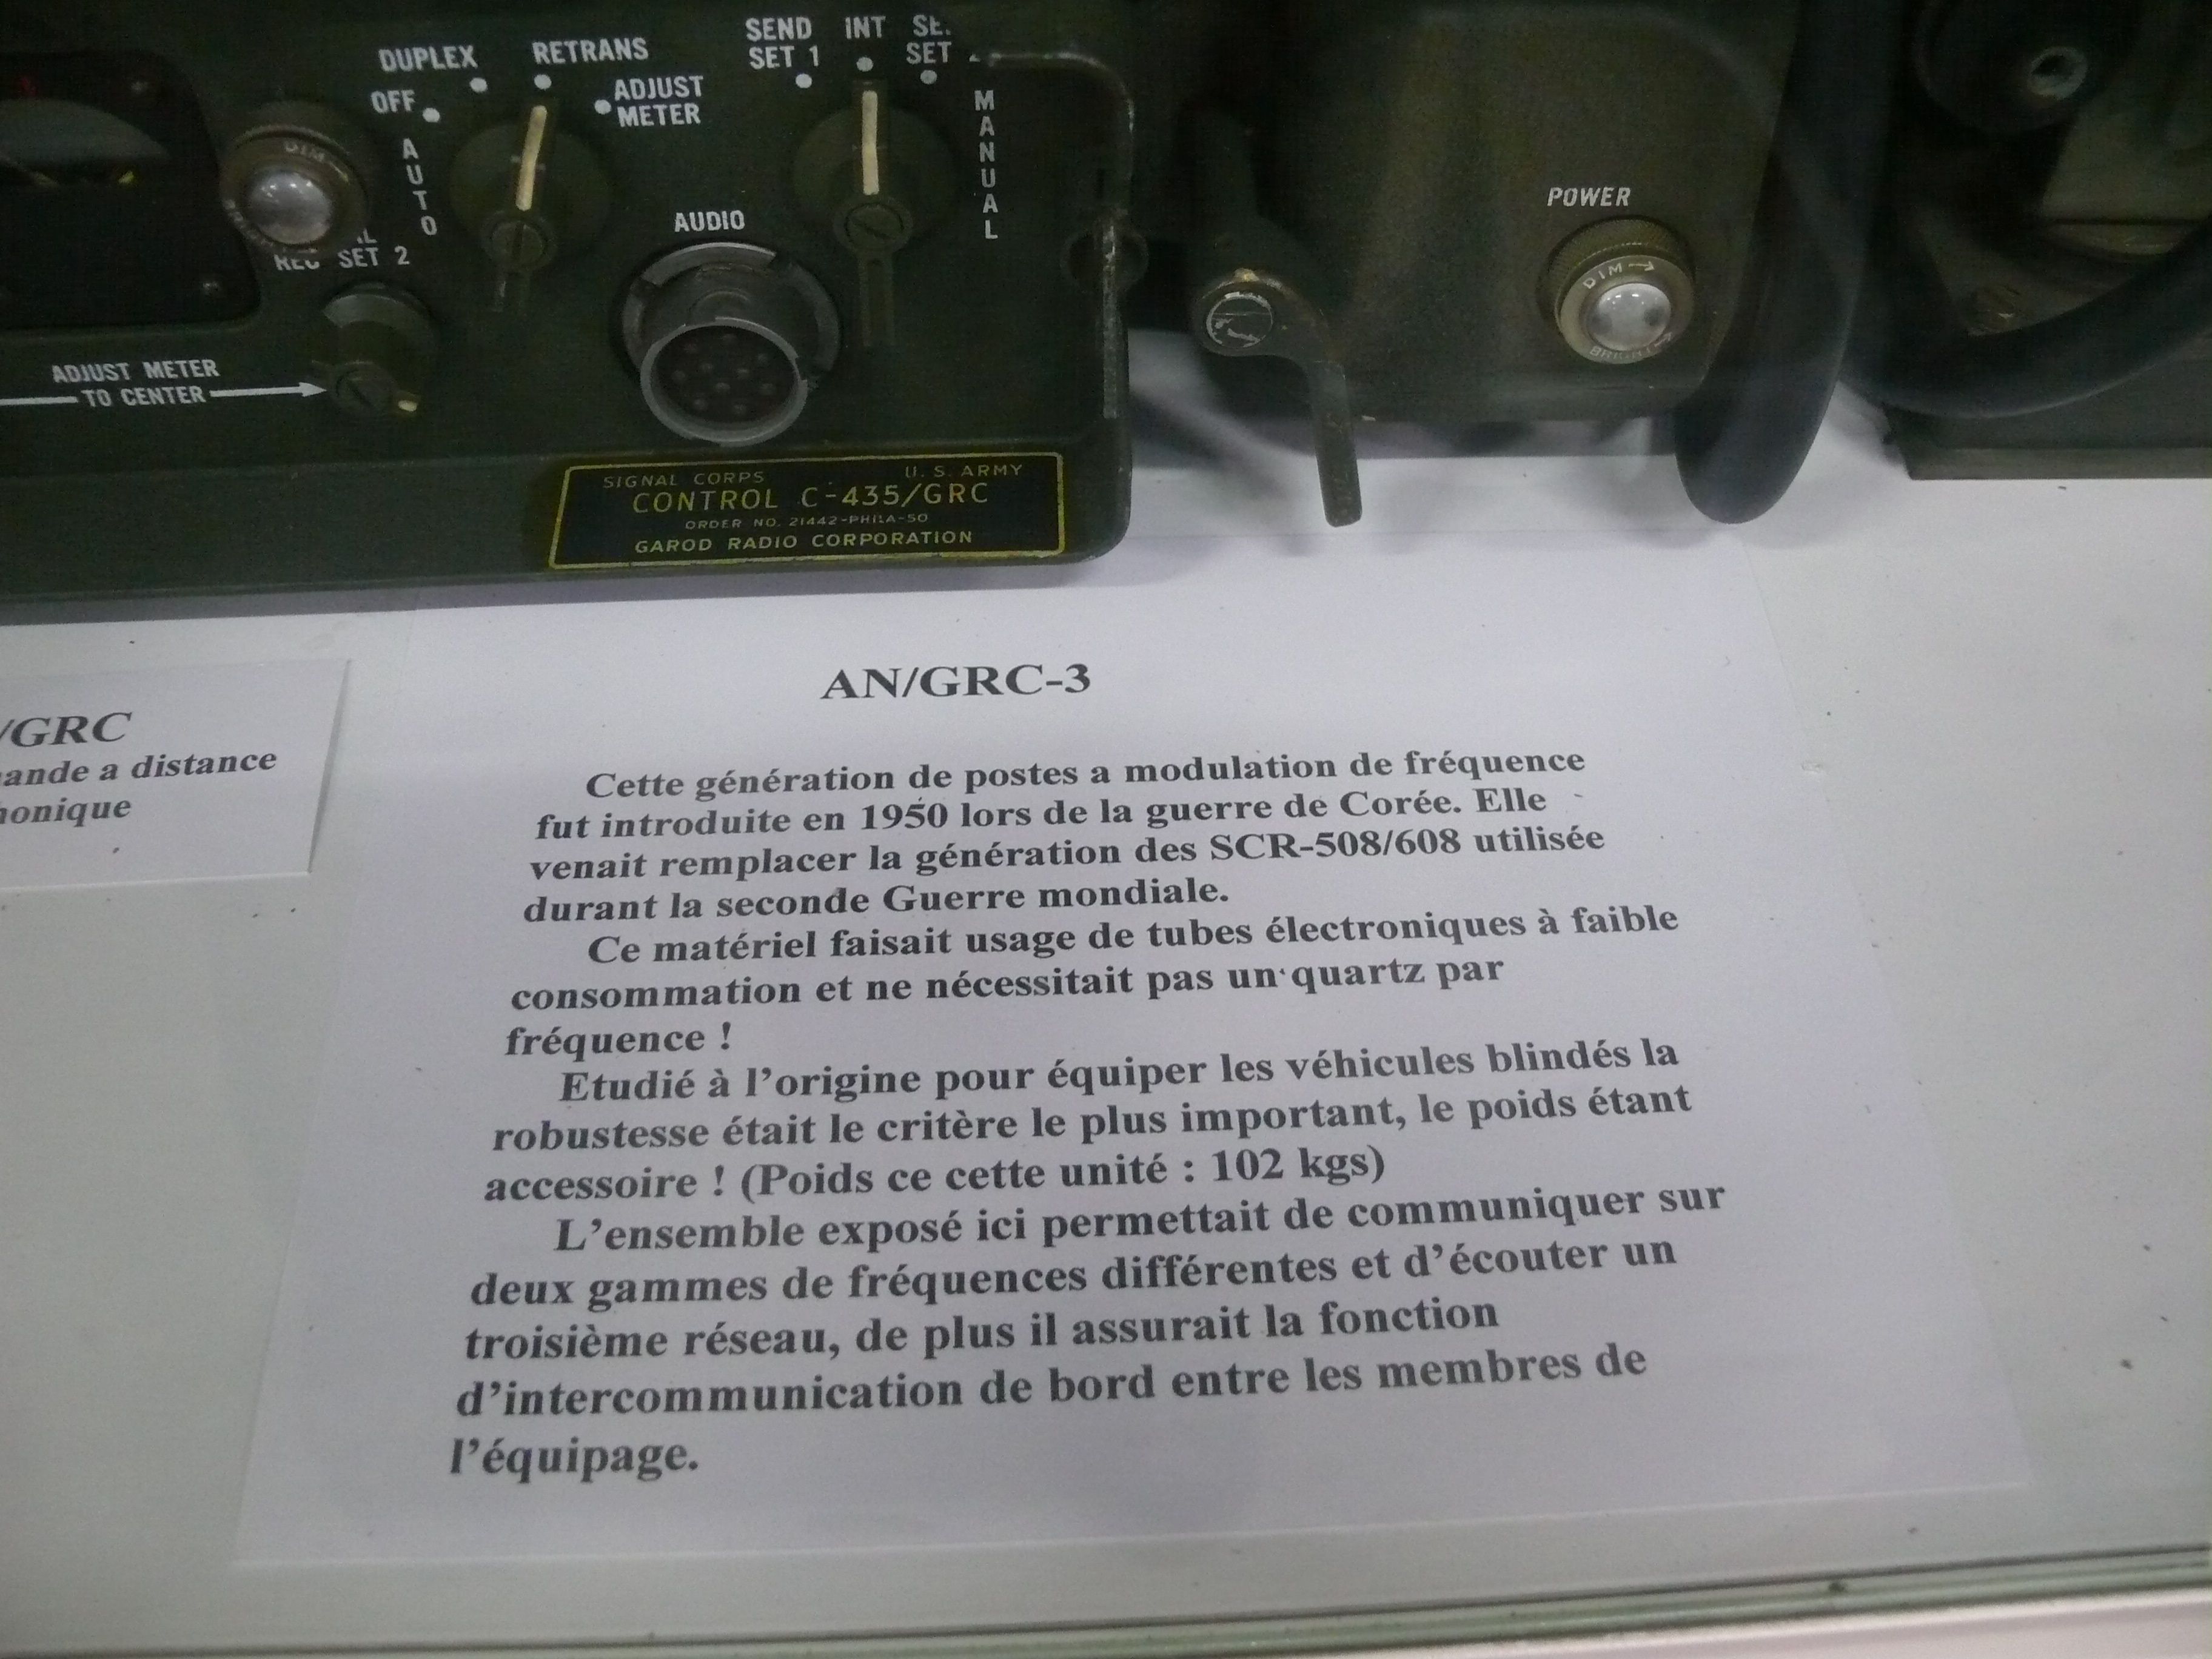 DUPLEX
RETRANS
OFF
ADJUST
METER
AUTO
SEND
SET 1
INT
SET
MANUAL
DIM
SET 2
AUDIO
POWER
DIM
BRIGHT
ADJUST METER
TO CENTER
SIGNAL CORPS U. S. ARMY
CONTROL C-435/GRC
ORDER NO. 21442-PHILA-50
GAROD RADIO CORPORATION
/GRC
a distance
AN/GRC-3
Cette génération de postes a modulation de fréquence
fut introduite en 1950 lors de la guerre de Corée. Elle
venait remplacer la génération des SCR-508/608 utilisée
durant la seconde Guerre mondiale.
Ce matériel faisait usage de tubes électroniques à faible
consommation et ne nécessitait pas un quartz par
fréquence !
Etudié à l’origine pour équiper les véhicules blindés la
robustesse était le critère le plus important, le poids étant
accessoire ! (Poids ce cette unité : 102 kgs)
L’ensemble exposé ici permettait de communiquer sur
deux gammes de fréquences différentes et d’écouter un
troisième réseau, de plus il assurait la fonction
d’intercommunication de bord entre les membres de
l’équipage.